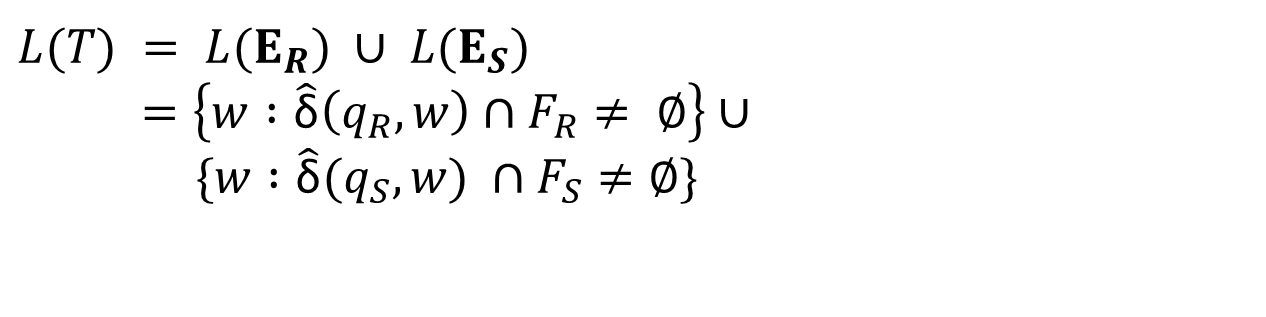 L(T) = L(𝐄_𝑹) ∪ L(𝐄_𝑺)
= {w : δ̂(q_R, w) ∩ F_R ≠ ∅} ∪
{w : δ̂(q_S, w) ∩ F_S ≠ ∅}